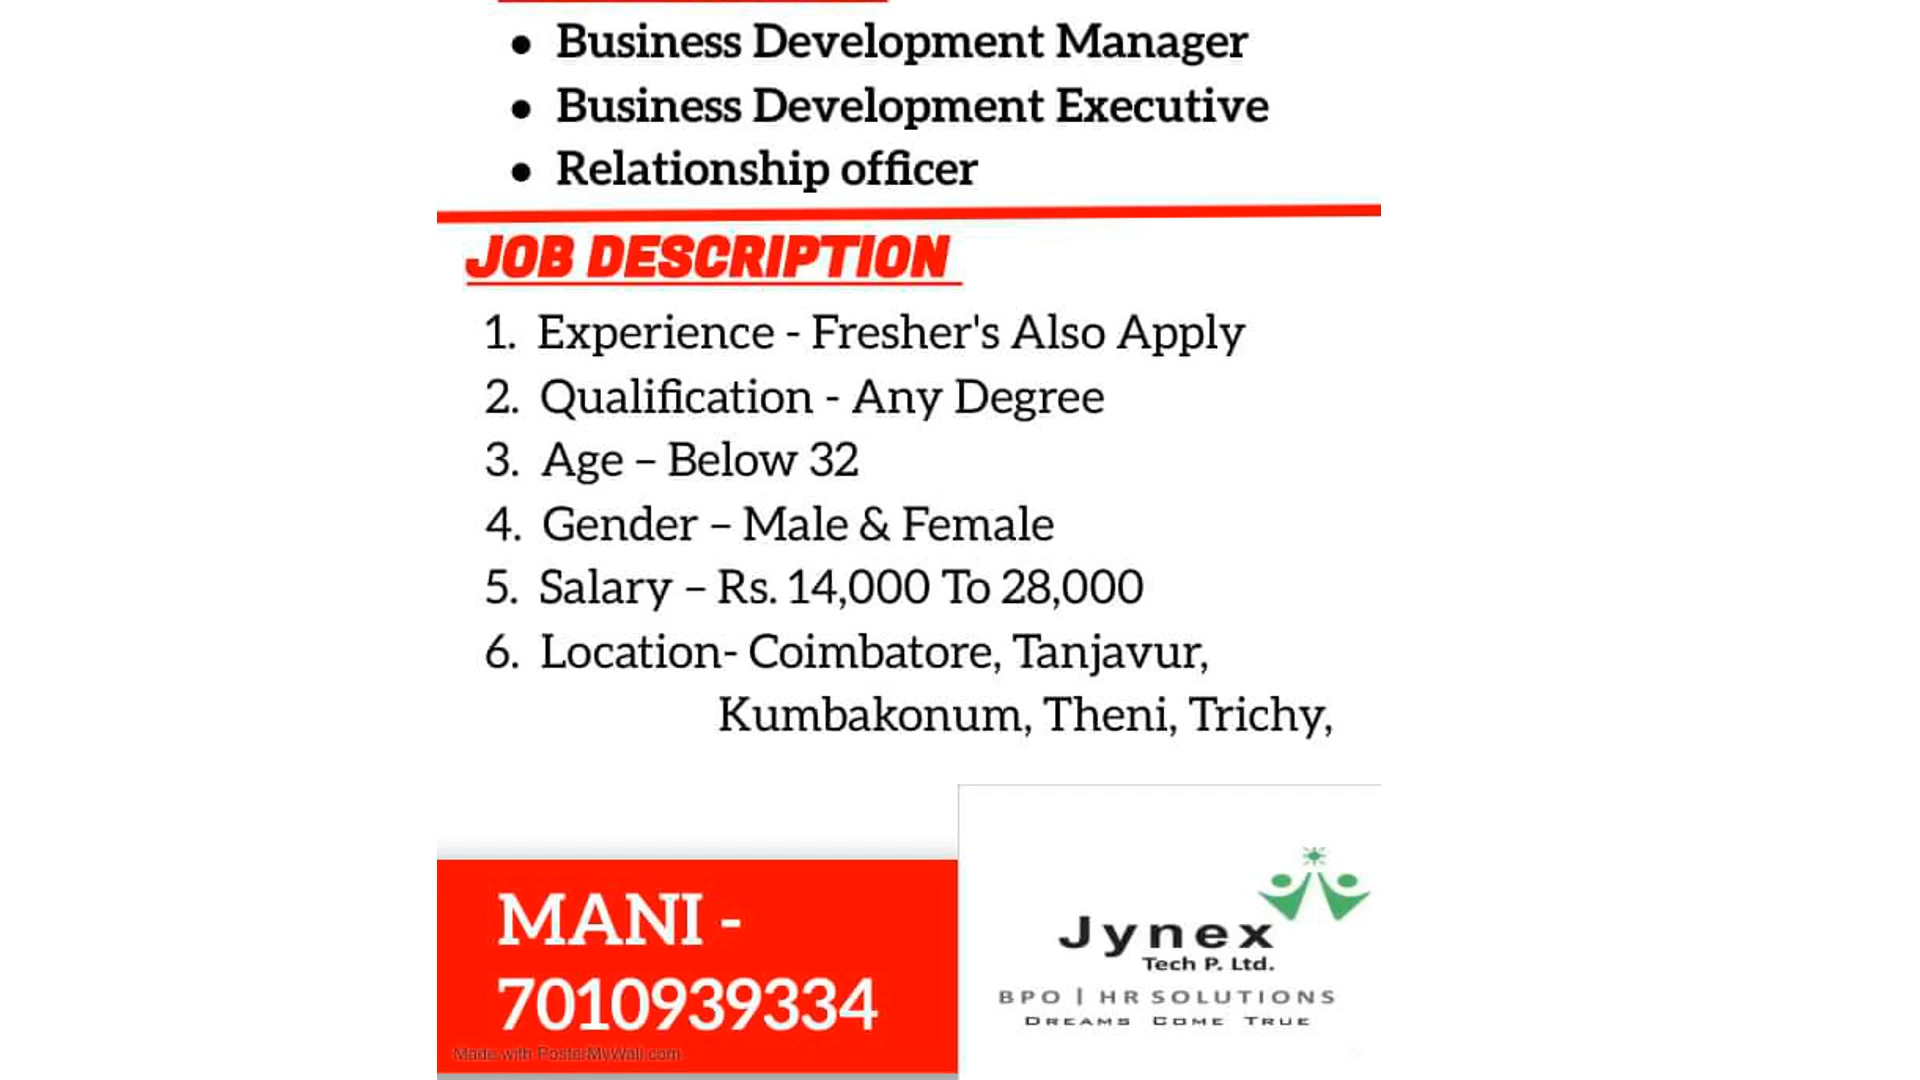 • Business Development Manager
• Business Development Executive
• Relationship officer
JOB DESCRIPTION
1. Experience - Fresher's Also Apply
2. Qualification - Any Degree
3. Age – Below 32
4. Gender – Male & Female
5. Salary – Rs. 14,000 To 28,000
6. Location- Coimbatore, Tanjavur,
Kumbakonum, Theni, Trichy,
MANI -
7010939334
Made with PosterMyWall.com
Jynex
Tech P. Ltd.
BPO | HR SOLUTIONS
DREAMS COME TRUE